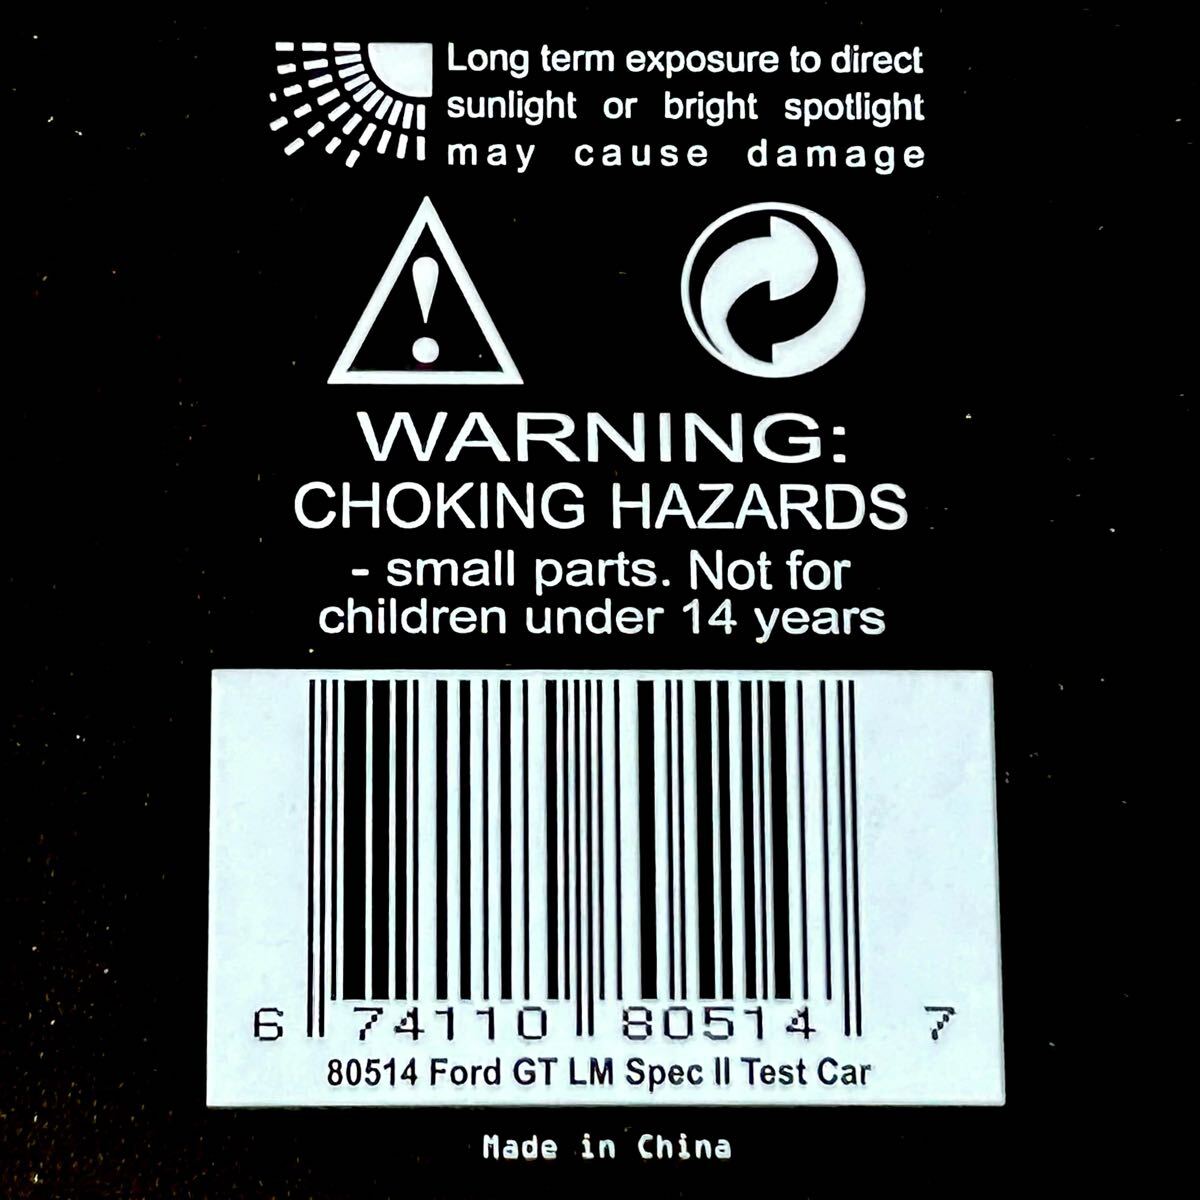 Long term exposure to direct
sunlight or bright spotlight
may cause damage
WARNING:
CHOKING HAZARDS
- small parts. Not for
children under 14 years
6 74110 80514 7
80514 Ford GT LM Spec II Test Car
Made in China